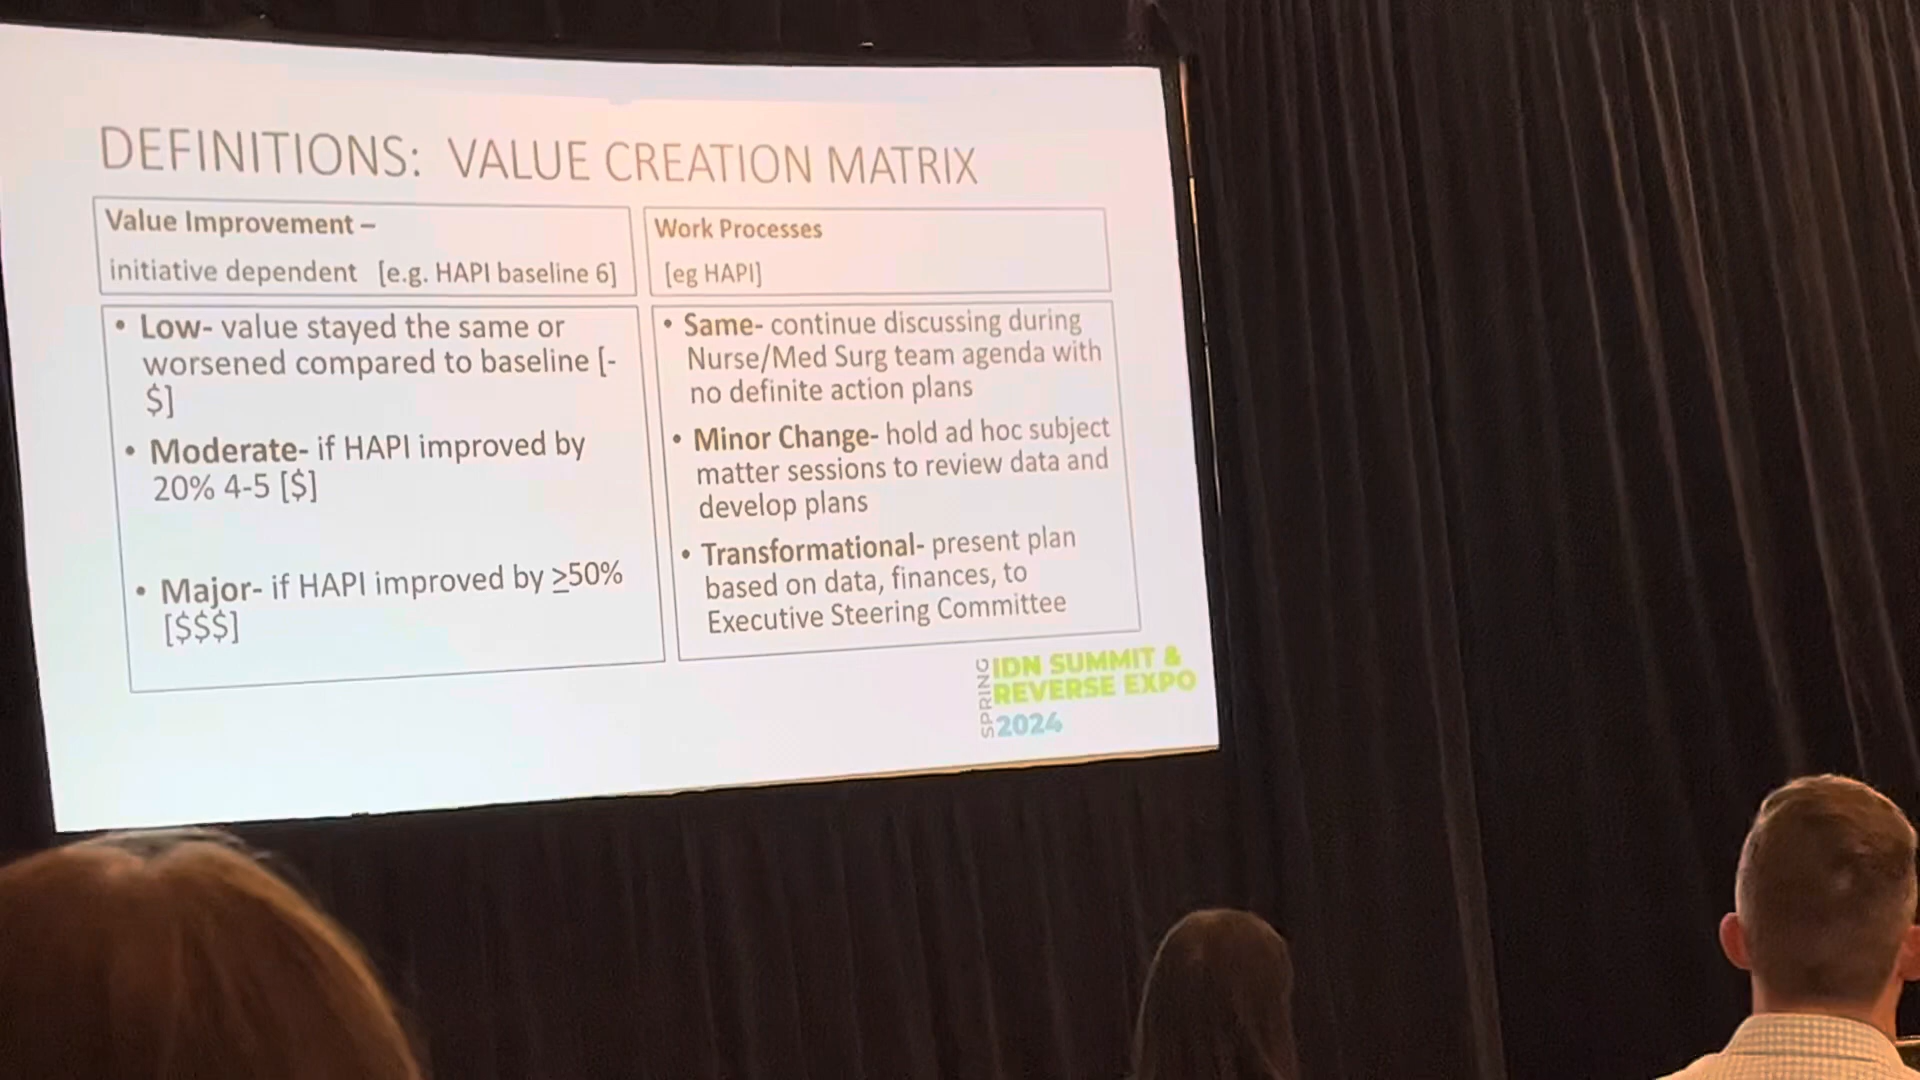 DEFINITIONS: VALUE CREATION MATRIX
Value Improvement –
initiative dependent [e.g. HAPI baseline 6]
• Low- value stayed the same or
worsened compared to baseline [-
$]
• Moderate- if HAPI improved by
20% 4-5 [$]
• Major- if HAPI improved by ≥50%
[$$$]
Work Processes
[eg HAPI]
• Same- continue discussing during
Nurse/Med Surg team agenda with
no definite action plans
• Minor Change- hold ad hoc subject
matter sessions to review data and
develop plans
• Transformational- present plan
based on data, finances, to
Executive Steering Committee
SPRING
IDN SUMMIT &
REVERSE EXPO
2024